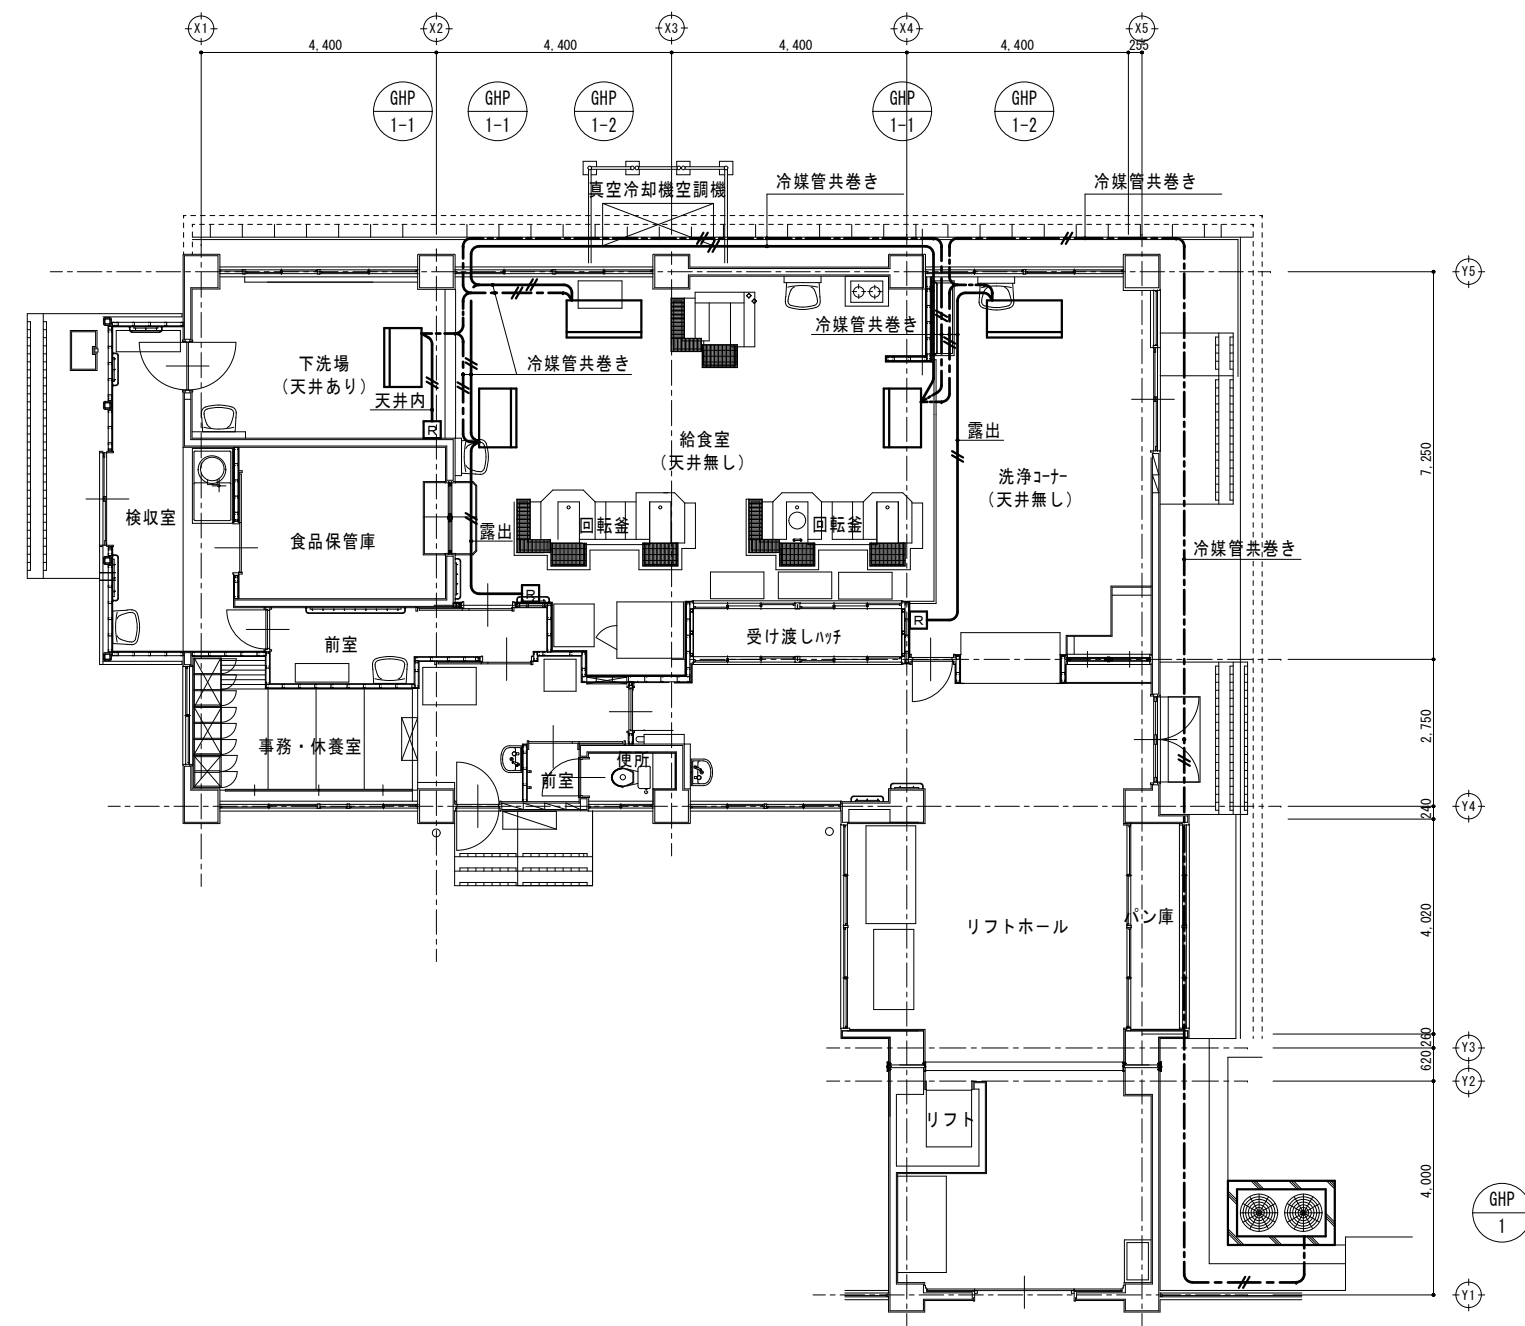 X1
X2
X3
X4
X5
4,400
4,400
4,400
4,400
255
GHP
1-1
GHP
1-1
GHP
1-2
GHP
1-1
GHP
1-2
真空冷却機空調機
冷媒管共巻き
冷媒管共巻き
Y5
冷媒管共巻き
下洗場
(天井あり)
冷媒管共巻き
天井内
R
給食室
(天井無し)
露出
洗浄ｺｰﾅｰ
(天井無し)
7,250
検収室
食品保管庫
露出
回転釜
回転釜
冷媒管共巻き
R
R
前室
受け渡しﾊｯﾁ
事務・休養室
前室
便所
2,750
240
Y4
リフトホール
パン庫
4,020
260
Y3
620
Y2
リフト
4,000
GHP
1
Y1